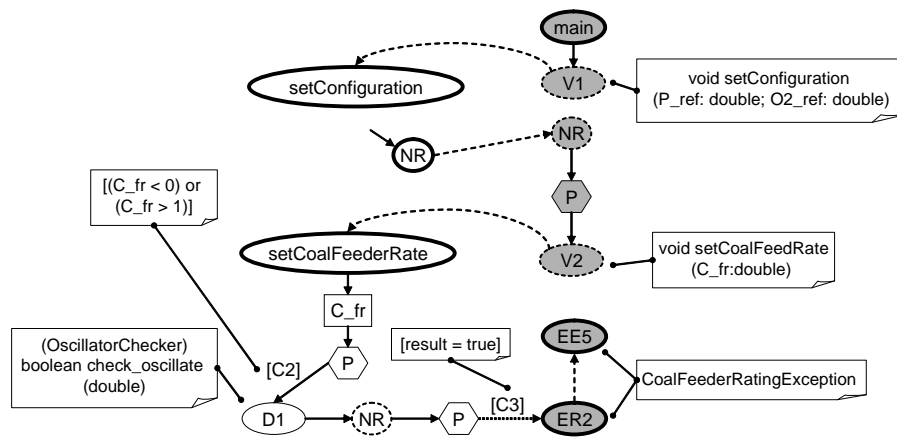 main
setConfiguration
V1
void setConfiguration
(P_ref: double; O2_ref: double)
NR
NR
[(C_fr < 0) or
(C_fr > 1)]
P
setCoalFeederRate
V2
void setCoalFeedRate
(C_fr:double)
C_fr
(OscillatorChecker)
boolean check_oscillate
(double)
[C2]
P
[result = true]
EE5
CoalFeederRatingException
D1
NR
P
[C3]
ER2